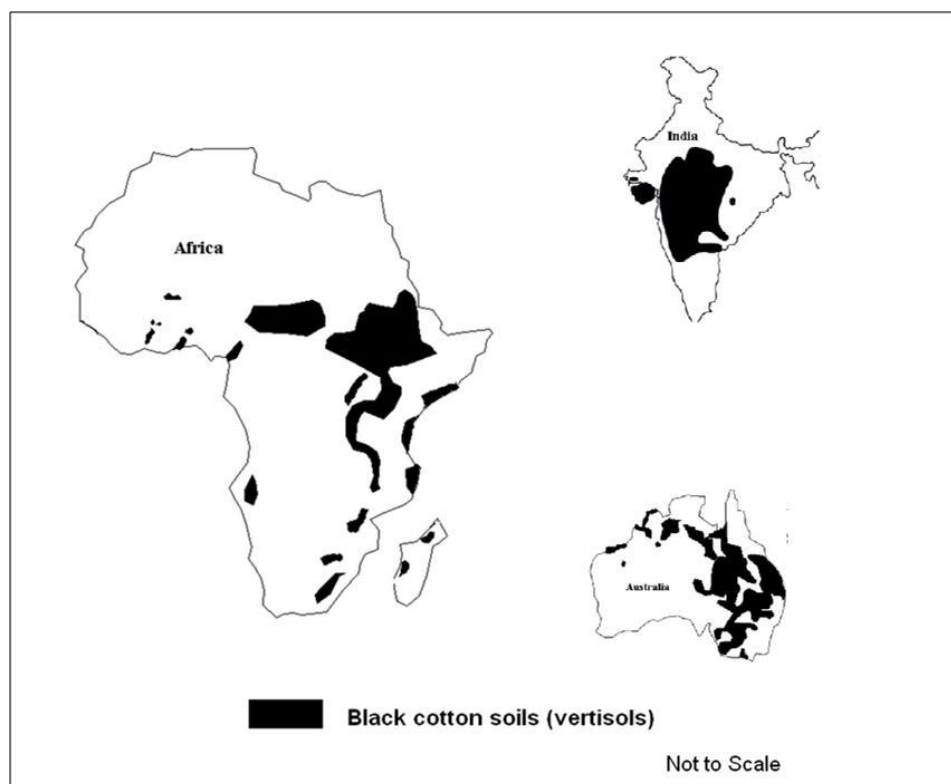 India
Africa
Australia
Black cotton soils (vertisols)
Not to Scale